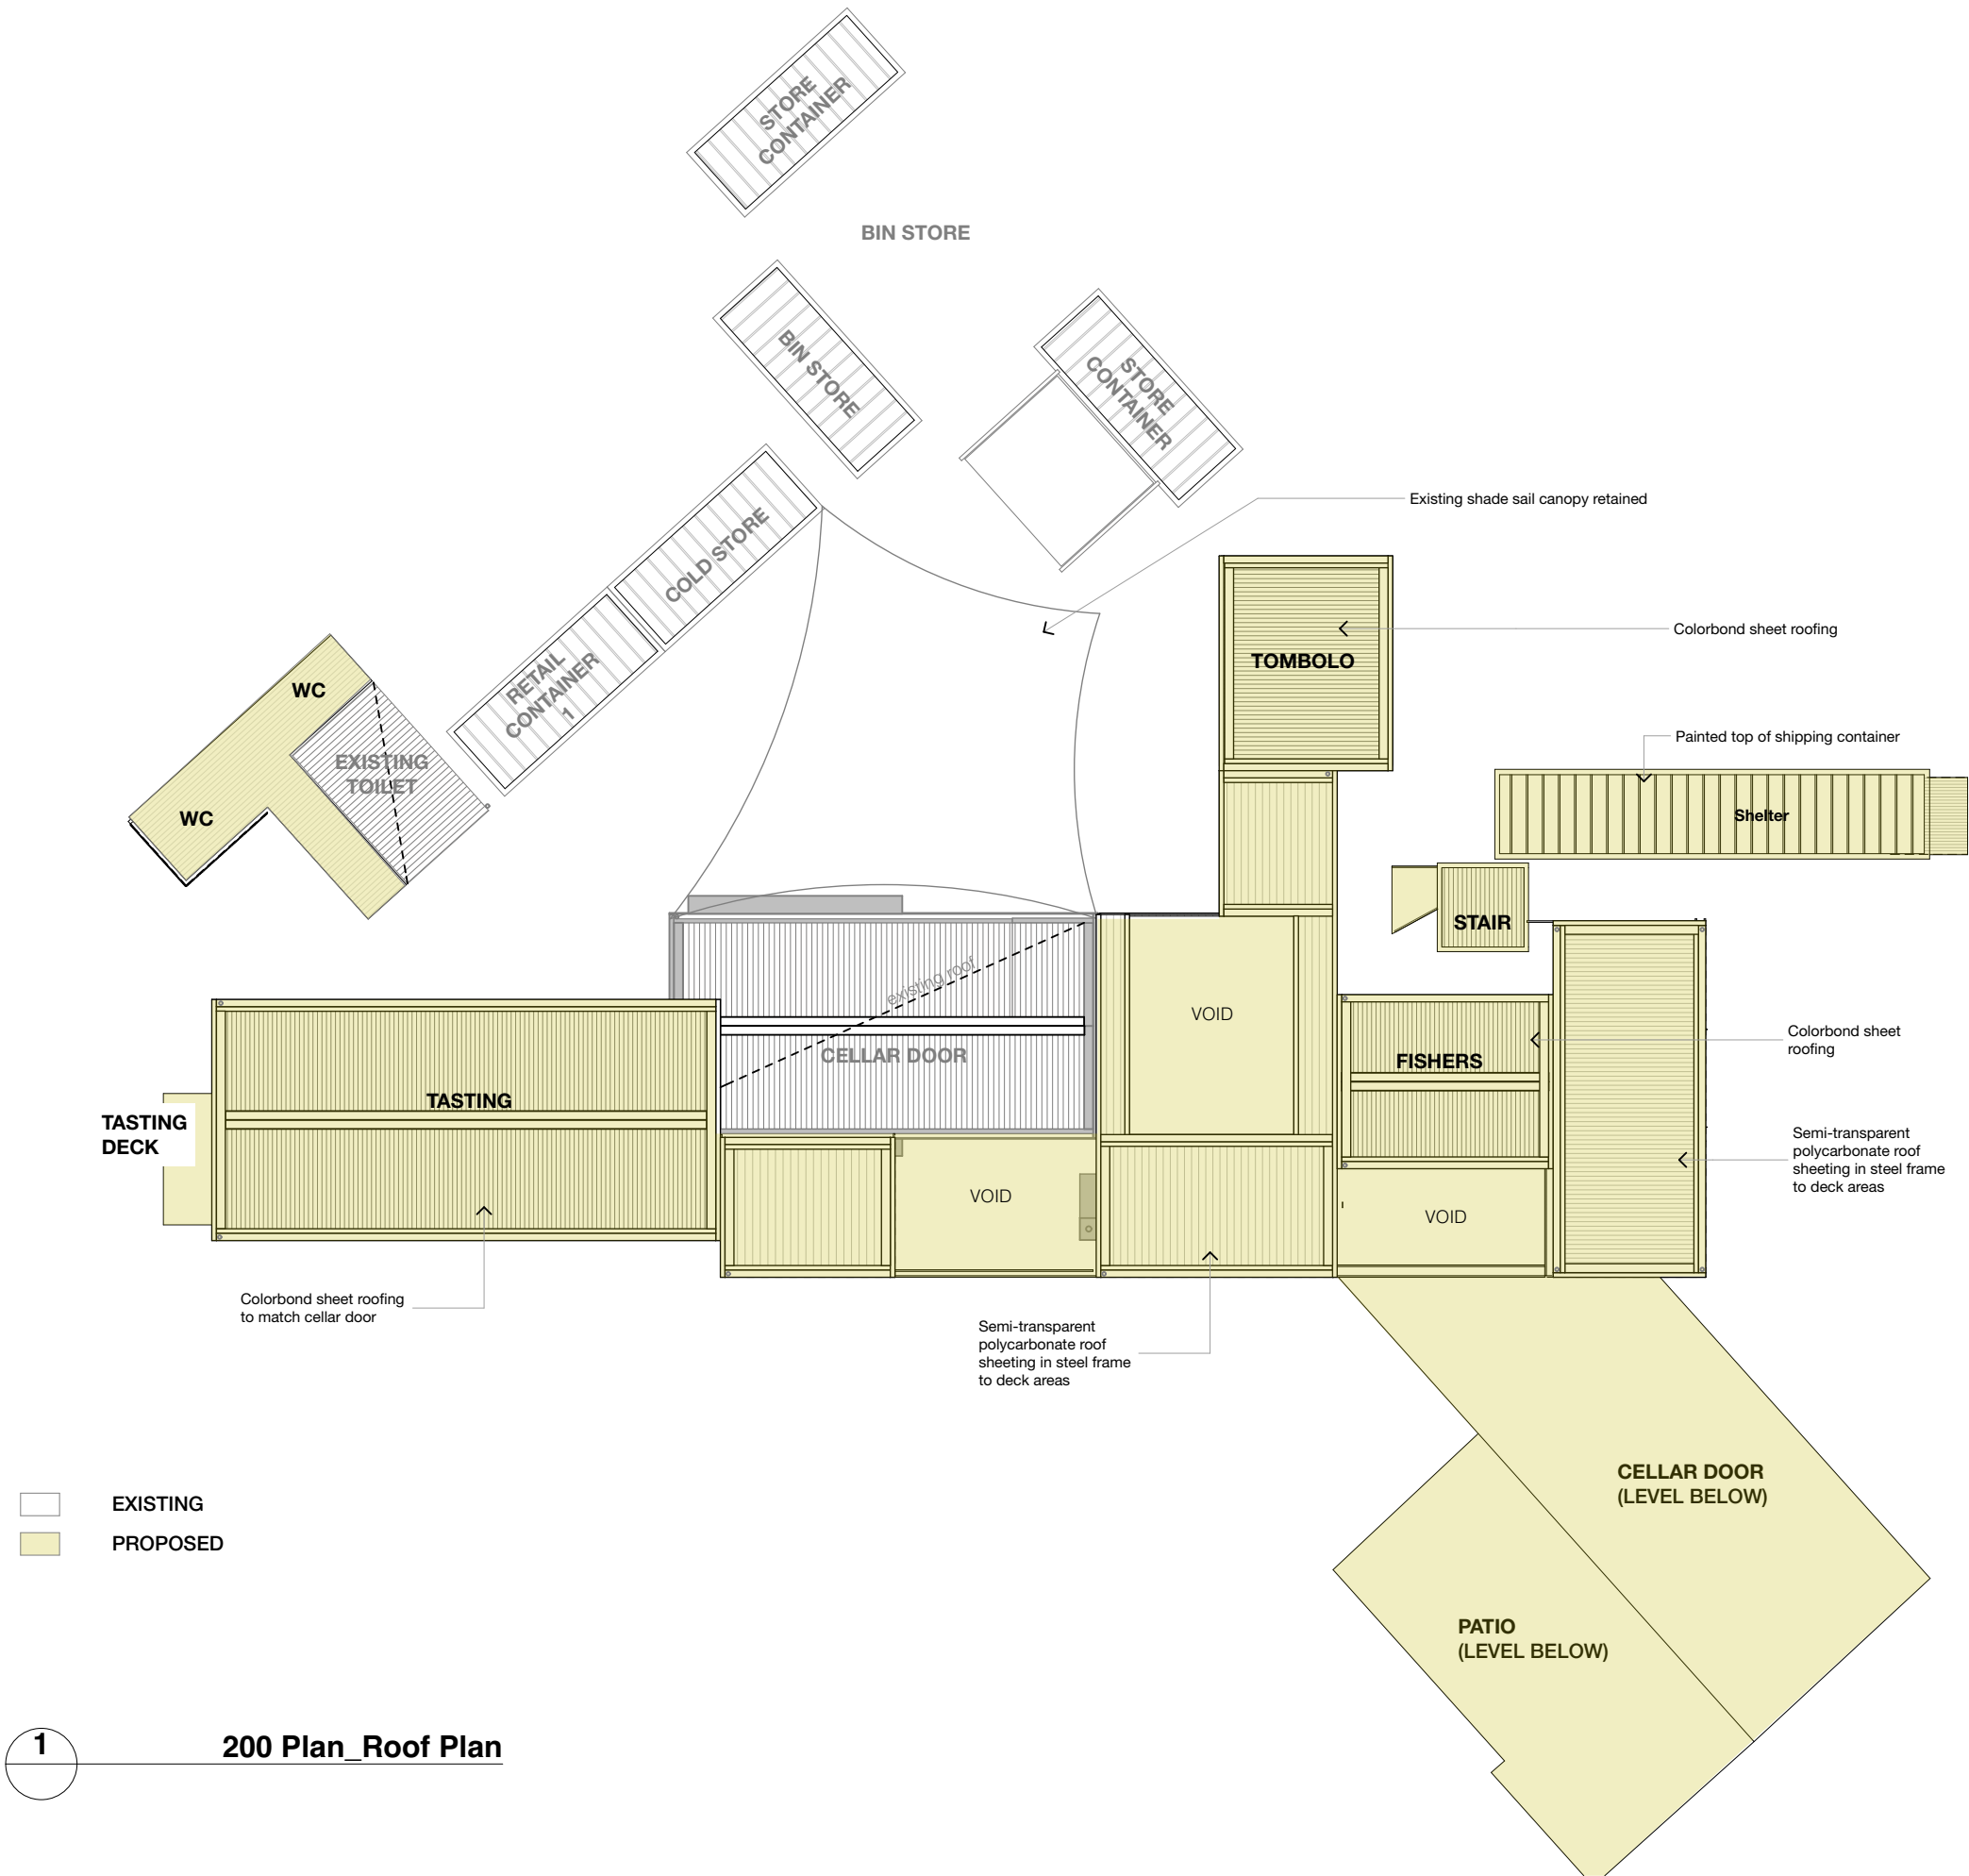 STORE
CONTAINER
BIN STORE
BIN STORE
STORE
CONTAINER
Existing shade sail canopy retained
COLD STORE
RETAIL
CONTAINER
1
TOMBOLO
Colorbond sheet roofing
WC
EXISTING
TOILET
WC
Painted top of shipping container
Shelter
STAIR
existing roof
CELLAR DOOR
VOID
FISHERS
Colorbond sheet
roofing
TASTING
TASTING
DECK
Semi-transparent
polycarbonate roof
sheeting in steel frame
to deck areas
VOID
VOID
Colorbond sheet roofing
to match cellar door
Semi-transparent
polycarbonate roof
sheeting in steel frame
to deck areas
CELLAR DOOR
(LEVEL BELOW)
EXISTING
PROPOSED
PATIO
(LEVEL BELOW)
1
200 Plan_Roof Plan